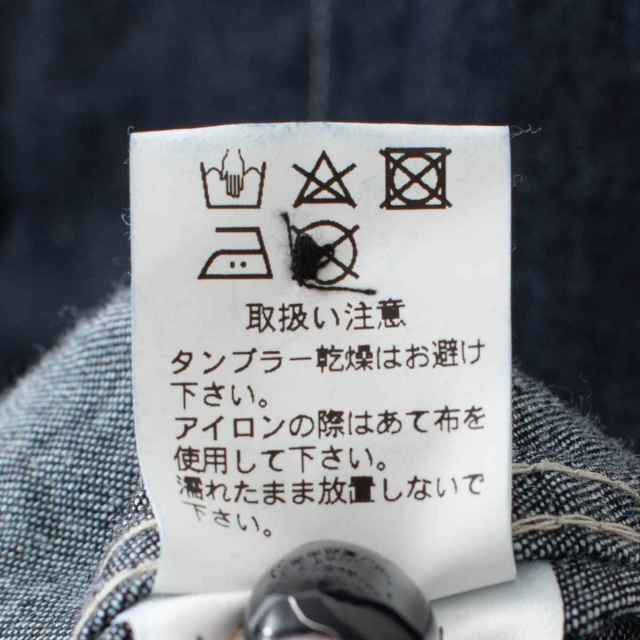 取扱い注意
タンブラー乾燥はお避け
下さい。
アイロンの際はあて布を
使用して下さい。
濡れたまま放置しないで
下さい。